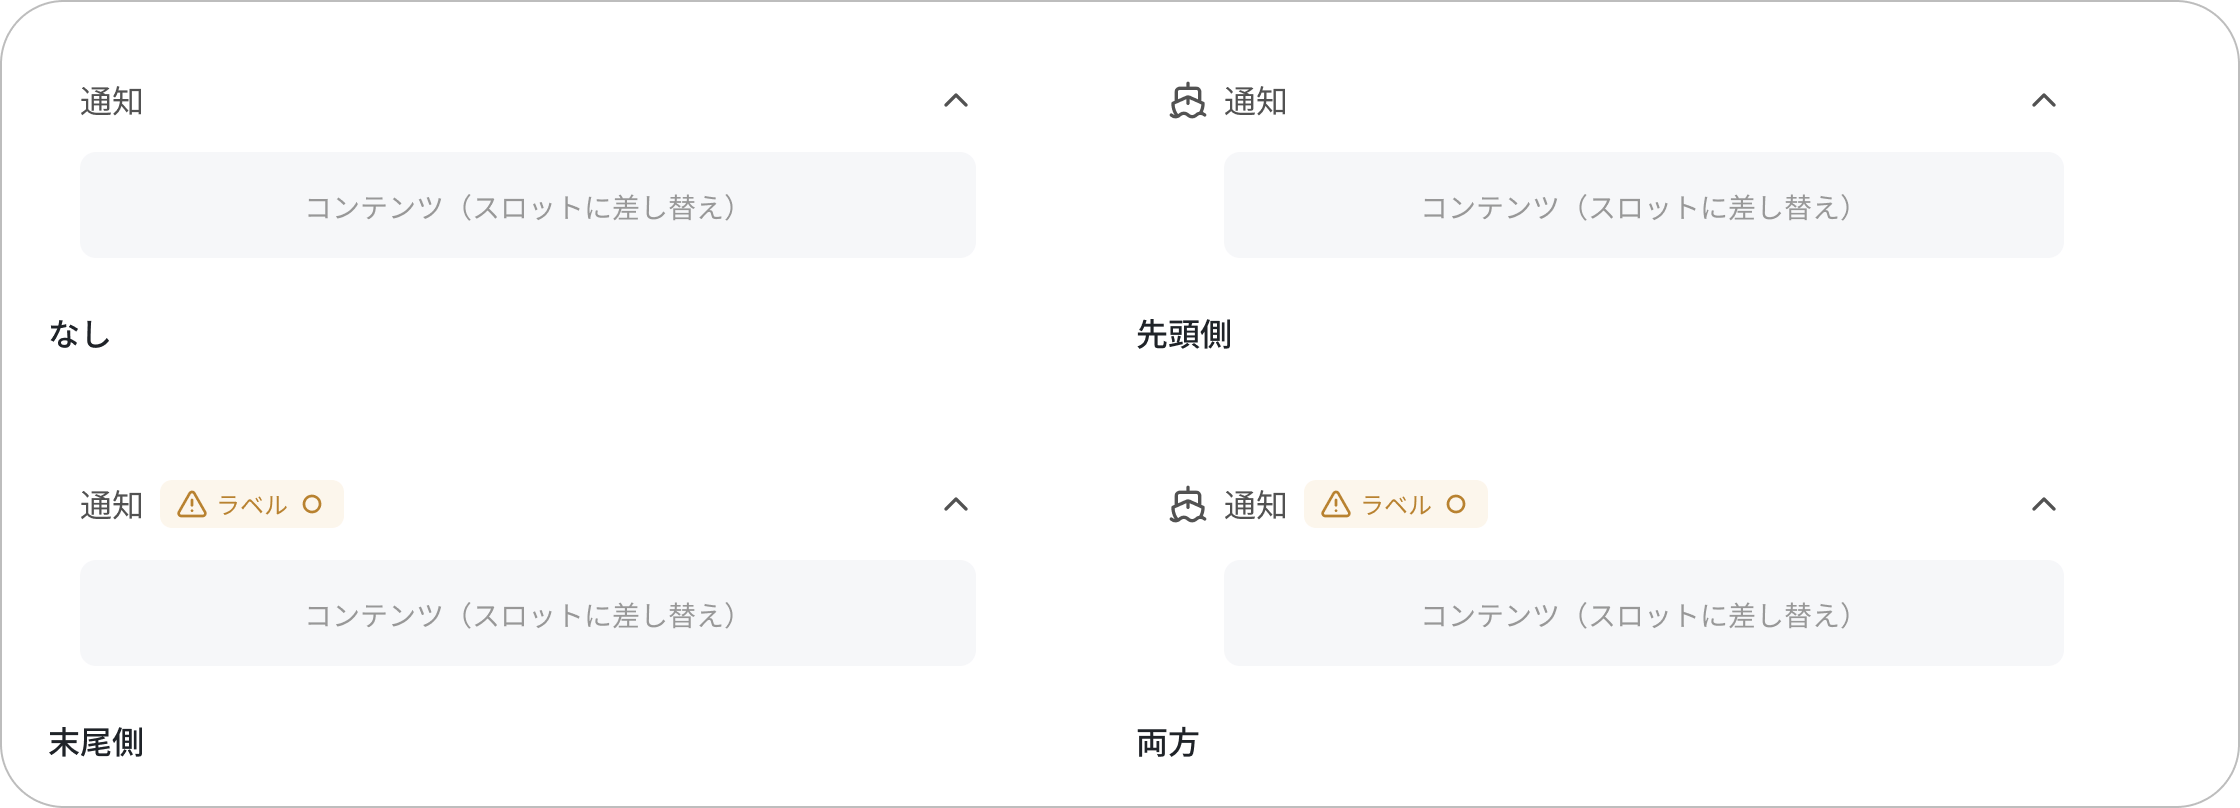 通知
コンテンツ（スロットに差し替え）
なし
通知
コンテンツ（スロットに差し替え）
先頭側
通知 ラベル
コンテンツ（スロットに差し替え）
末尾側
通知 ラベル
コンテンツ（スロットに差し替え）
両方